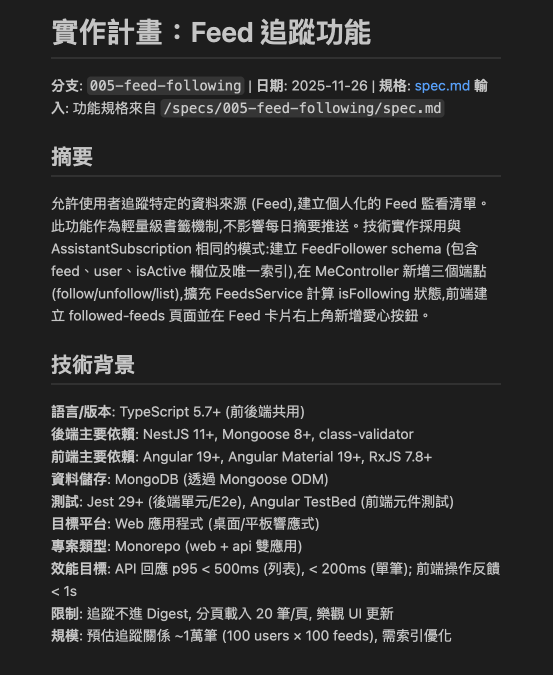 實作計畫：Feed 追蹤功能
分支: 005-feed-following | 日期: 2025-11-26 | 規格: spec.md 輸
入: 功能規格來自 /specs/005-feed-following/spec.md
摘要
允許使用者追蹤特定的資料來源 (Feed),建立個人化的 Feed 監看清單。
此功能作為輕量級書籤機制,不影響每日摘要推送。技術實作採用與
AssistantSubscription 相同的模式:建立 FeedFollower schema (包含
feed、user、isActive 欄位及唯一索引),在 MeController 新增三個端點
(follow/unfollow/list),擴充 FeedsService 計算 isFollowing 狀態,前端建
立 followed-feeds 頁面並在 Feed 卡片右上角新增愛心按鈕。
技術背景
語言/版本: TypeScript 5.7+ (前後端共用)
後端主要依賴: NestJS 11+, Mongoose 8+, class-validator
前端主要依賴: Angular 19+, Angular Material 19+, RxJS 7.8+
資料儲存: MongoDB (透過 Mongoose ODM)
測試: Jest 29+ (後端單元/E2e), Angular TestBed (前端元件測試)
目標平台: Web 應用程式 (桌面/平板響應式)
專案類型: Monorepo (web + api 雙應用)
效能目標: API 回應 p95 < 500ms (列表), < 200ms (單筆); 前端操作反饋
< 1s
限制: 追蹤不進 Digest, 分頁載入 20 筆/頁, 樂觀 UI 更新
規模: 預估追蹤關係 ~1萬筆 (100 users × 100 feeds), 需索引優化